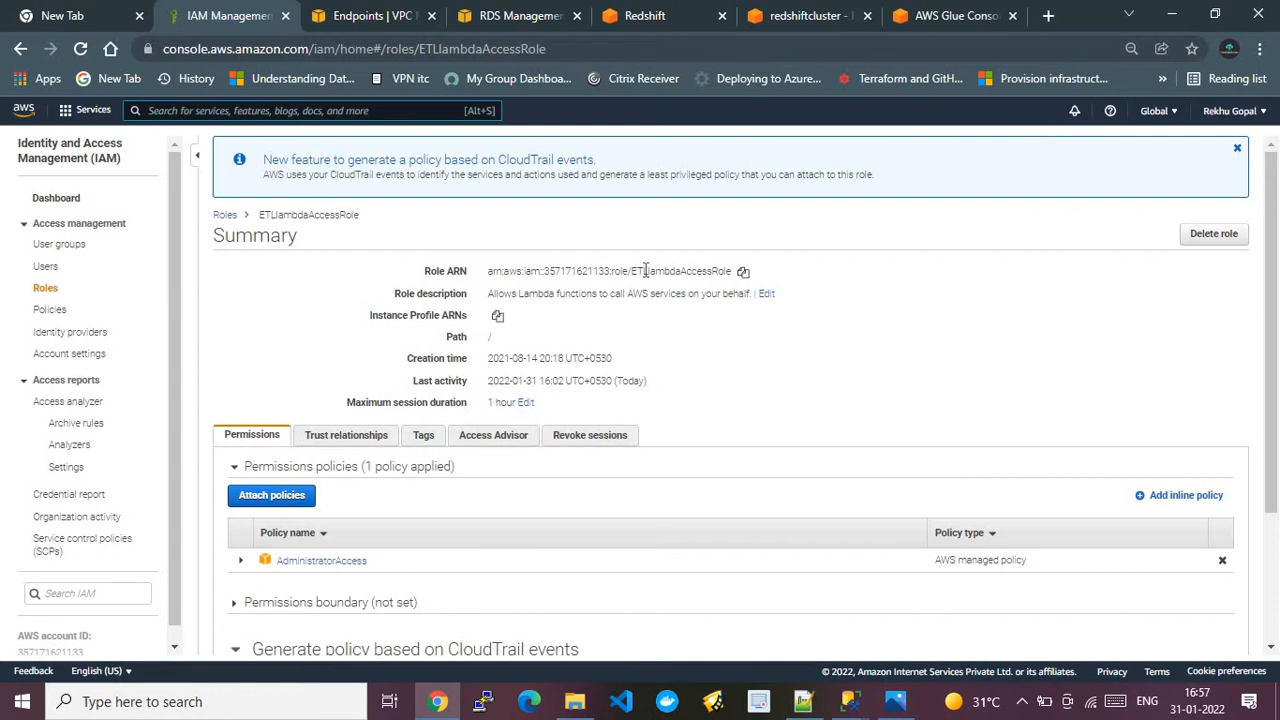 New Tab
IAM Management
Endpoints | VPC
RDS Management
Redshift
redshiftcluster -
AWS Glue Conso
console.aws.amazon.com/iam/home#/roles/ETLlambdaAccessRole
Apps
New Tab
History
Understanding Dat...
VPN itc
My Group Dashboa...
Citrix Receiver
Deploying to Azure...
Terraform and GitH...
Provision infrastruct...
»
Reading list
aws
Services
Search for services, features, blogs, docs, and more
[Alt+S]
Global
Rekhu Gopal
Identity and Access
Management (IAM)
Dashboard
Access management
User groups
Users
Roles
Policies
Identity providers
Account settings
Access reports
Access analyzer
Archive rules
Analyzers
Settings
Credential report
Organization activity
Service control policies
(SCPs)
Search IAM
AWS account ID:
357171621133
New feature to generate a policy based on CloudTrail events.
AWS uses your CloudTrail events to identify the services and actions used and generate a least privileged policy that you can attach to this role.
Roles > ETLlambdaAccessRole
Summary
Delete role
Role ARN arn:aws:iam::357171621133:role/ETLlambdaAccessRole
Role description Allows Lambda functions to call AWS services on your behalf. | Edit
Instance Profile ARNs
Path /
Creation time 2021-08-14 20:18 UTC+0530
Last activity 2022-01-31 16:02 UTC+0530 (Today)
Maximum session duration 1 hour Edit
Permissions
Trust relationships
Tags
Access Advisor
Revoke sessions
Permissions policies (1 policy applied)
Attach policies
Add inline policy
Policy name
Policy type
AdministratorAccess
AWS managed policy
Permissions boundary (not set)
Generate policy based on CloudTrail events
Feedback
English (US)
© 2022, Amazon Internet Services Private Ltd. or its affiliates.
Privacy
Terms
Cookie preferences
Type here to search
31°C
ENG
16:57
31-01-2022